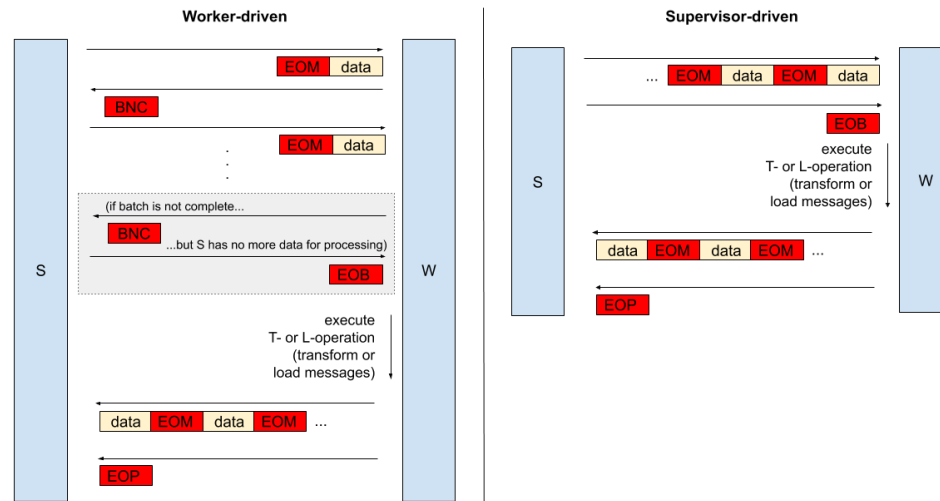 Worker-driven
S
W
EOM data
BNC
EOM data
.
.
.
(if batch is not complete...
BNC
...but S has no more data for processing)
EOB
execute
T- or L-operation
(transform or
load messages)
data EOM data EOM ...
EOP
Supervisor-driven
S
W
... EOM data EOM data
EOB
execute
T- or L-operation
(transform or
load messages)
data EOM data EOM ...
EOP